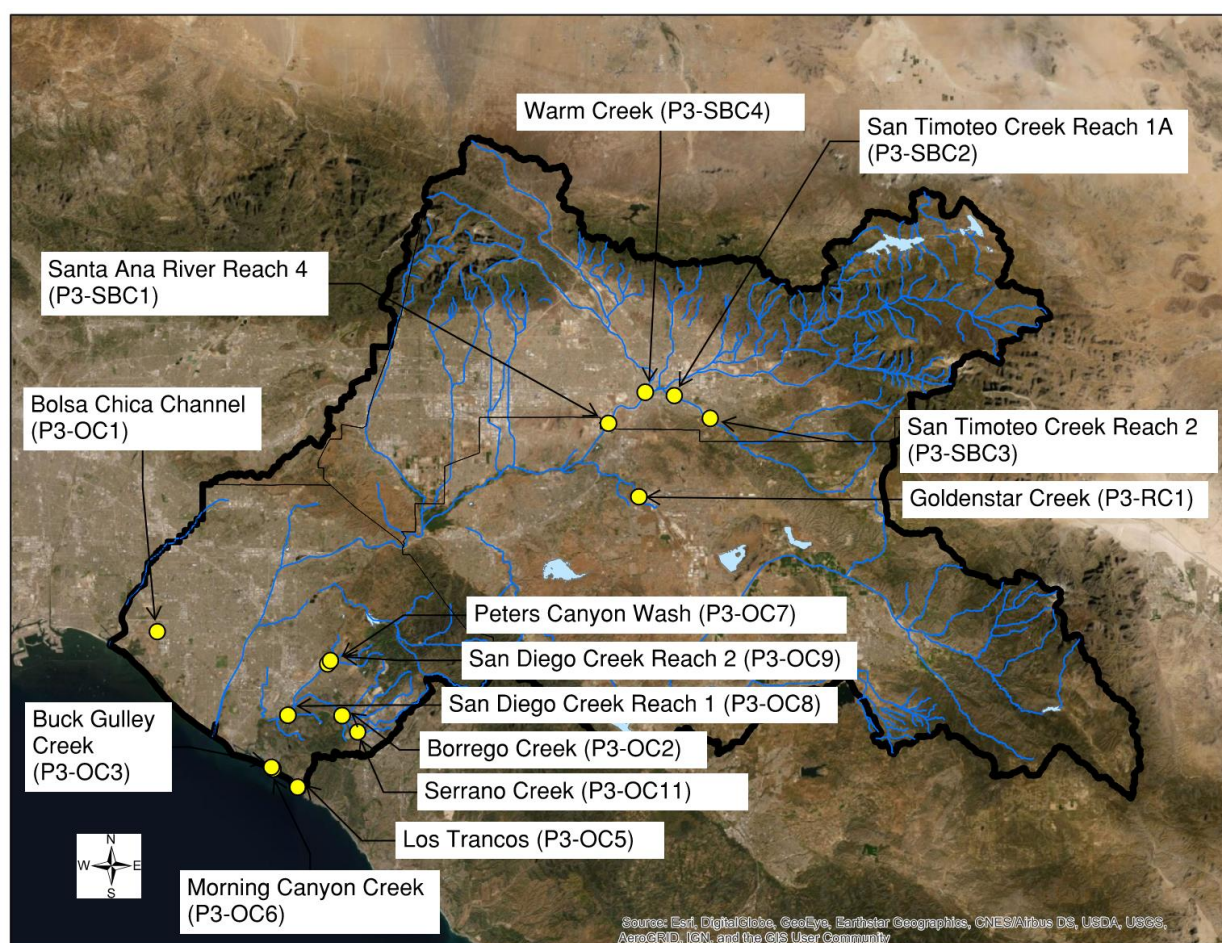 Warm Creek (P3-SBC4)
San Timoteo Creek Reach 1A
(P3-SBC2)
Santa Ana River Reach 4
(P3-SBC1)
Bolsa Chica Channel
(P3-OC1)
San Timoteo Creek Reach 2
(P3-SBC3)
Goldenstar Creek (P3-RC1)
Peters Canyon Wash (P3-OC7)
San Diego Creek Reach 2 (P3-OC9)
San Diego Creek Reach 1 (P3-OC8)
Buck Gulley
Creek
(P3-OC3)
Borrego Creek (P3-OC2)
Serrano Creek (P3-OC11)
Los Trancos (P3-OC5)
N
W E
S
Morning Canyon Creek
(P3-OC6)
Source: Esri, DigitalGlobe, GeoEye, Earthstar Geographics, CNES/Airbus DS, USDA, USGS,
AeroGRID, IGN, and the GIS User Community